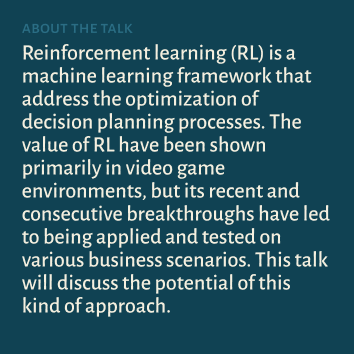 ABOUT THE TALK
Reinforcement learning (RL) is a
machine learning framework that
address the optimization of
decision planning processes. The
value of RL have been shown
primarily in video game
environments, but its recent and
consecutive breakthroughs have led
to being applied and tested on
various business scenarios. This talk
will discuss the potential of this
kind of approach.